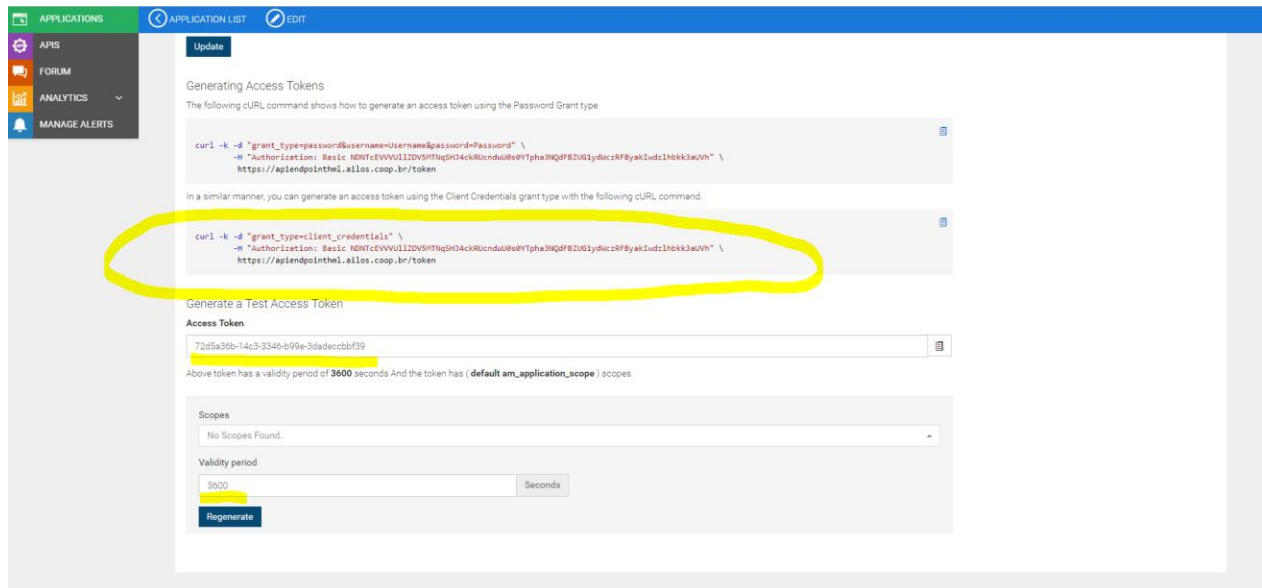 APPLICATIONS
APPLICATION LIST
EDIT
APIS
FORUM
ANALYTICS
MANAGE ALERTS
Update
Generating Access Tokens
The following cURL command shows how to generate an access token using the Password Grant type.
curl -k -d "grant_type=password&username=Username&password=Password" \
-H "Authorization: Basic \
https://apiendpointhml.ailos.coop.br/token
In a similar manner, you can generate an access token using the Client Credentials grant type with the following cURL command.
curl -k -d "grant_type=client_credentials" \
-H "Authorization: Basic \
https://apiendpointhml.ailos.coop.br/token
Generate a Test Access Token
Access Token
72d5a36b-14c3-3346-b99e-3dadeccbbf39
Above token has a validity period of 3600 seconds And the token has ( default am_application_scope ) scopes.
Scopes
No Scopes Found..
Validity period
3600
Seconds
Regenerate